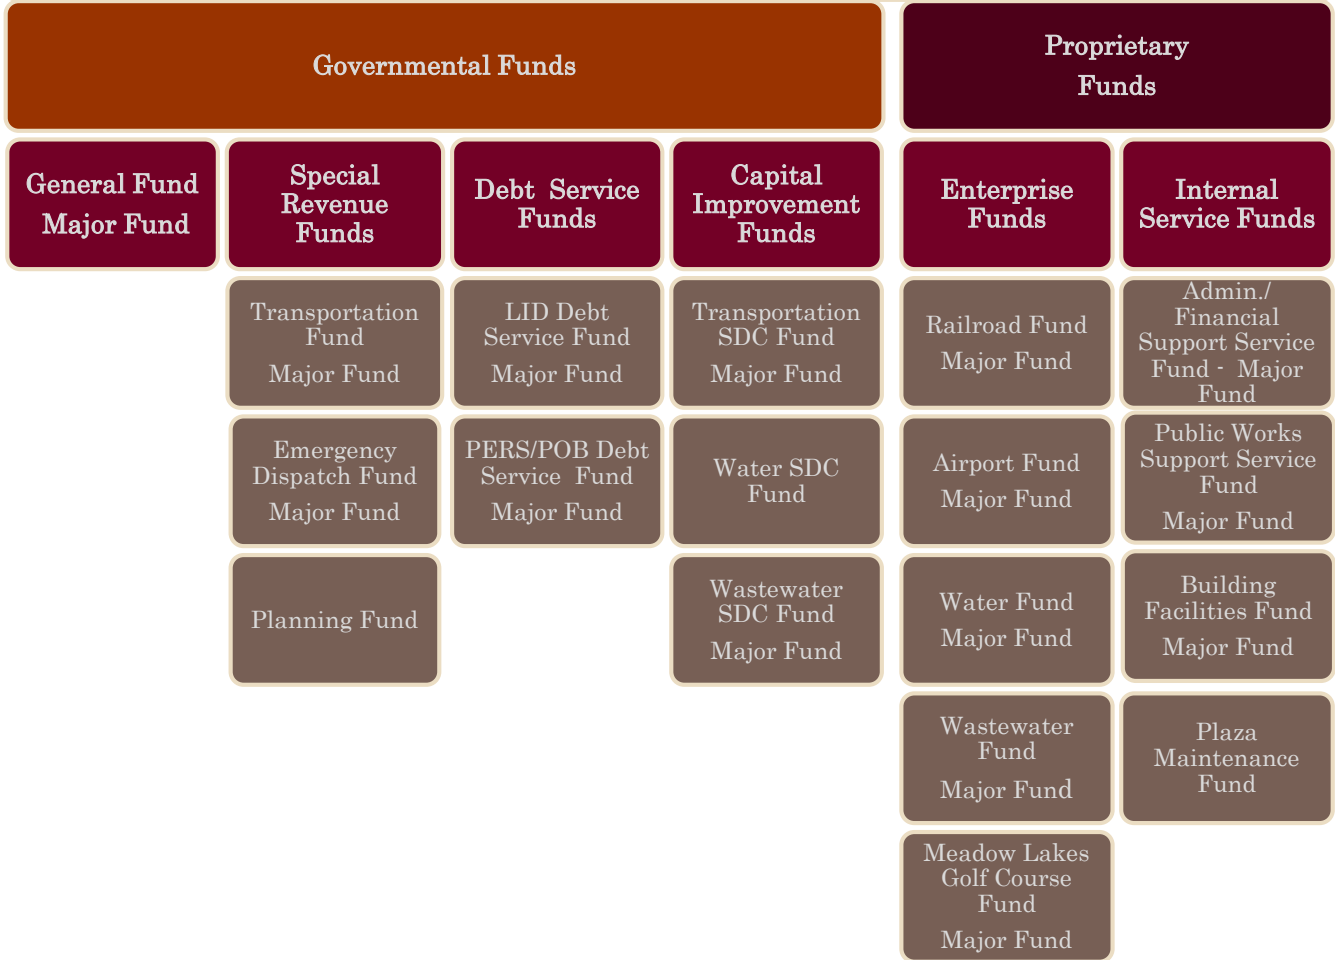 Governmental Funds
Proprietary
Funds
General Fund
Major Fund
Special
Revenue
Funds
Debt  Service
Funds
Capital
Improvement
Funds
Enterprise
Funds
Internal
Service Funds
Transportation
Fund
Major Fund
LID Debt
Service Fund
Major Fund
Transportation
SDC Fund
Major Fund
Railroad Fund
Major Fund
Admin./
Financial
Support Service
Fund -  Major
Fund
Emergency
Dispatch Fund
Major Fund
PERS/POB Debt
Service  Fund
Major Fund
Water SDC
Fund
Airport Fund
Major Fund
Public Works
Support Service
Fund
Major Fund
Planning Fund
Wastewater
SDC Fund
Major Fund
Water Fund
Major Fund
Building
Facilities Fund
Major Fund
Wastewater
Fund
Major Fund
Plaza
Maintenance
Fund
Meadow Lakes
Golf Course
Fund
Major Fund